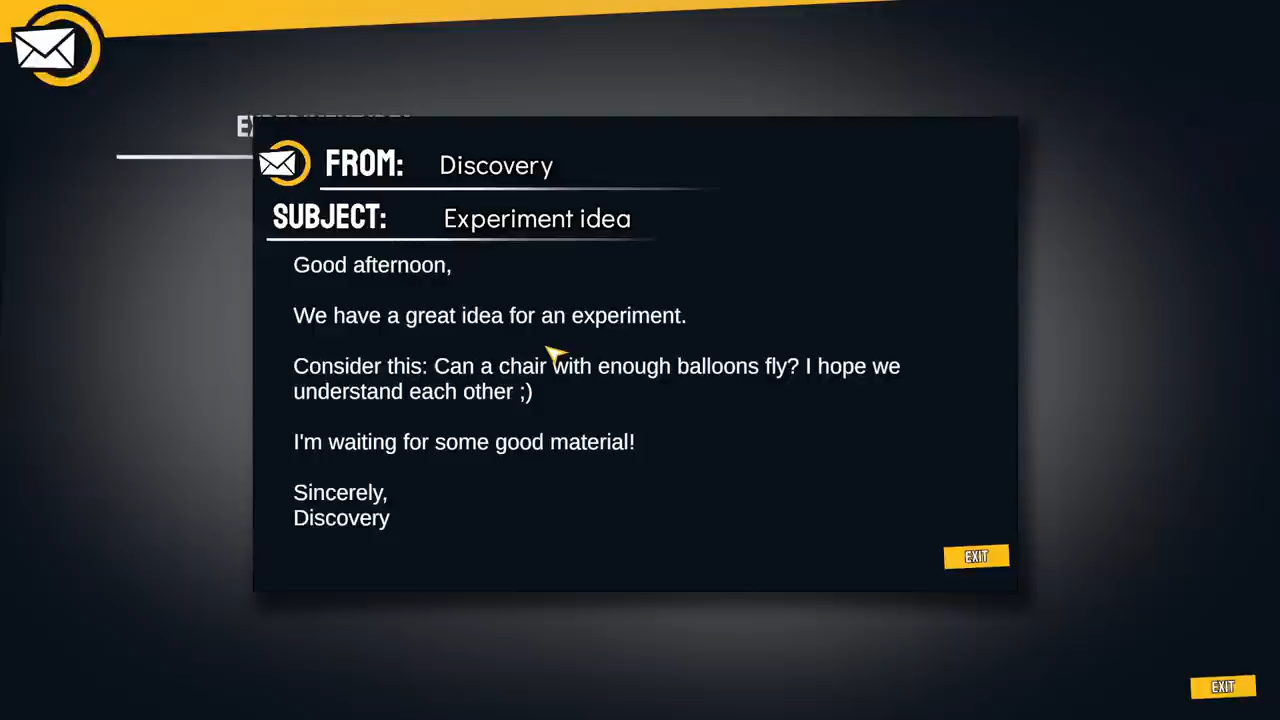 FROM: Discovery
SUBJECT: Experiment idea
Good afternoon,
We have a great idea for an experiment.
Consider this: Can a chair with enough balloons fly? I hope we
understand each other ;)
I'm waiting for some good material!
Sincerely,
Discovery
EXIT
EXIT